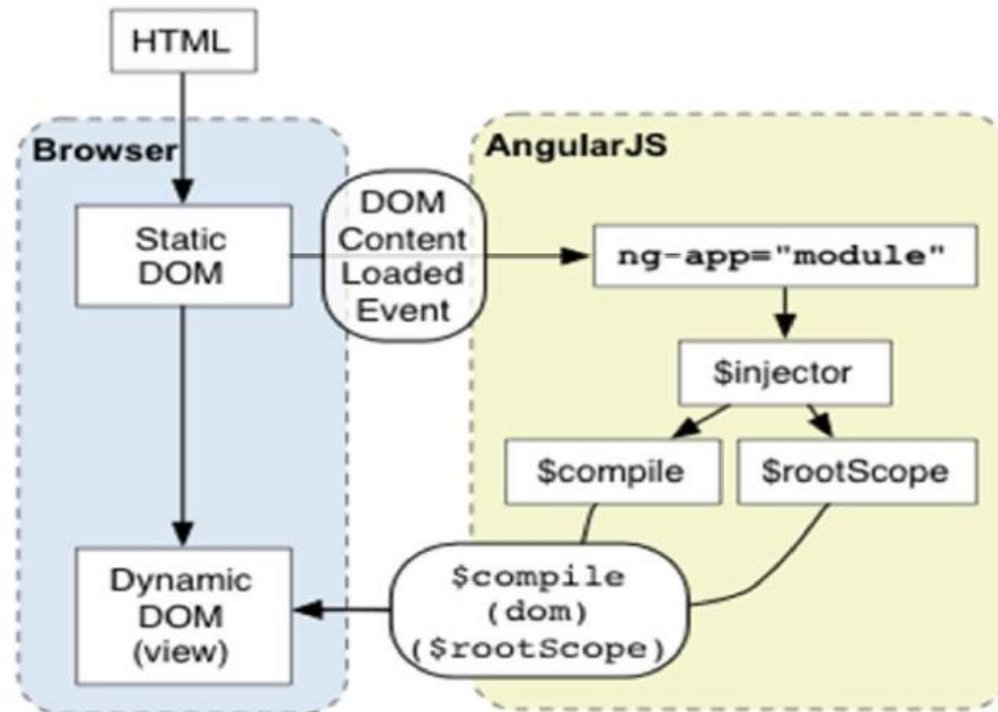 HTML
Browser
AngularJS
Static
DOM
DOM
Content
Loaded
Event
ng-app="module"
$injector
$compile
$rootScope
Dynamic
DOM
(view)
$compile
(dom)
($rootScope)